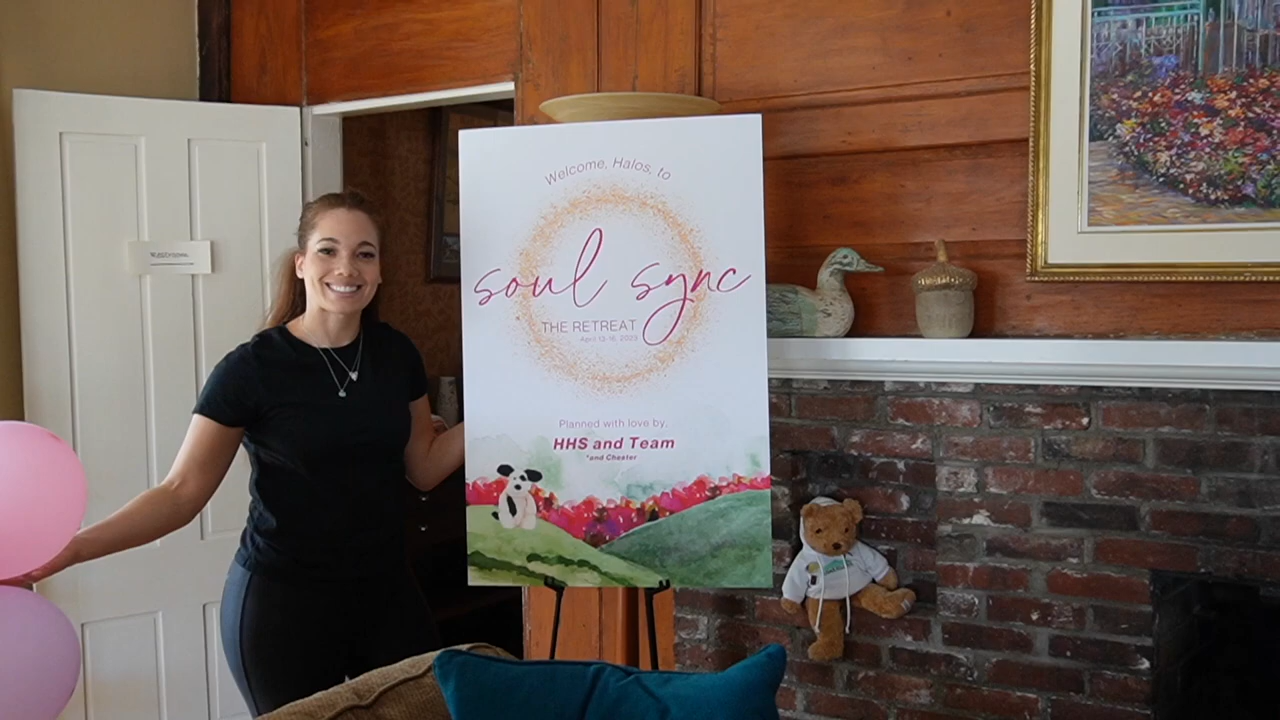 Welcome, Halos, to
soul sync
THE RETREAT
April 13-16, 2023
Planned with love by,
HHS and Team
*and Chester